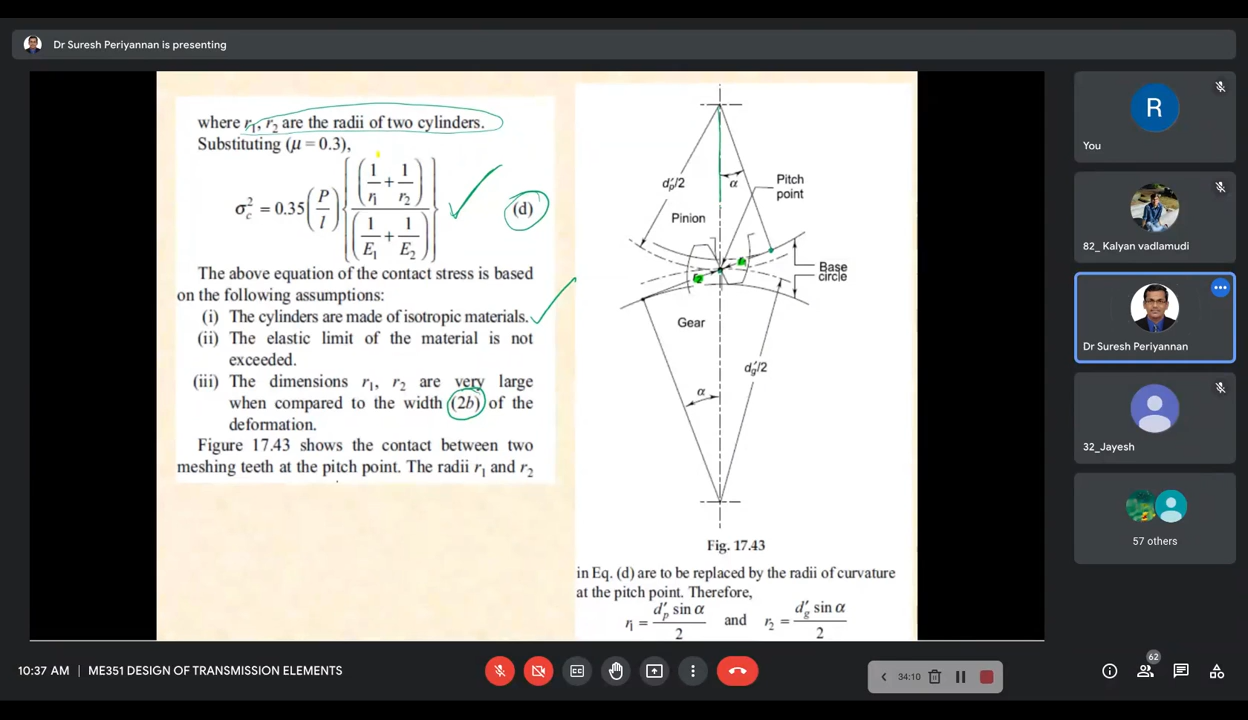 Dr Suresh Periyannan is presenting
where r₁, r₂ are the radii of two cylinders.
Substituting (μ = 0.3),
σc² = 0.35 (P/l) [(1/r₁ + 1/r₂) / (1/E₁ + 1/E₂)] (d)
The above equation of the contact stress is based
on the following assumptions:
(i) The cylinders are made of isotropic materials.
(ii) The elastic limit of the material is not
exceeded.
(iii) The dimensions r₁, r₂ are very large
when compared to the width (2b) of the
deformation.
Figure 17.43 shows the contact between two
meshing teeth at the pitch point. The radii r₁ and r₂
d′p/2
α
Pitch
point
Pinion
Base
circle
Gear
d′g/2
α
Fig. 17.43
in Eq. (d) are to be replaced by the radii of curvature
at the pitch point. Therefore,
r₁ = d′p sin α / 2 and r₂ = d′g sin α / 2
R
You
82_ Kalyan vadlamudi
Dr Suresh Periyannan
32_Jayesh
57 others
10:37 AM | ME351 DESIGN OF TRANSMISSION ELEMENTS
34:10
62